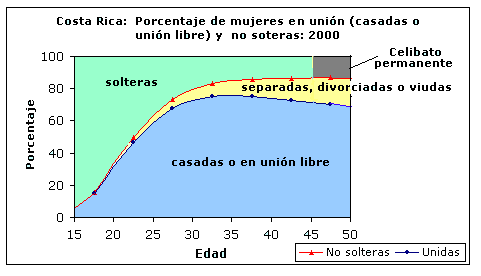 Costa Rica: Porcentaje de mujeres en unión (casadas o
unión libre) y no soteras: 2000
Celibato
permanente
solteras
separadas, divorciadas o viudas
casadas o en unión libre
Porcentaje
100
80
60
40
20
0
15 20 25 30 35 40 45 50
Edad
No solteras Unidas